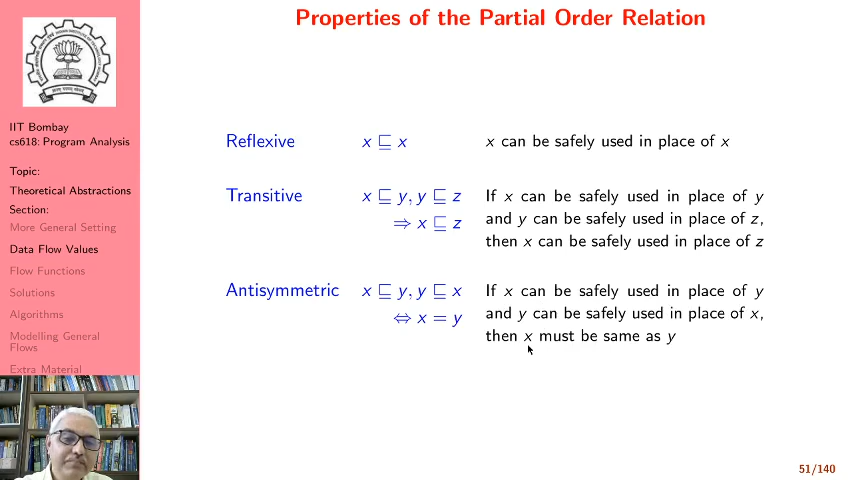 Properties of the Partial Order Relation
IIT Bombay
cs618: Program Analysis
Topic:
Theoretical Abstractions
Section:
More General Setting
Data Flow Values
Flow Functions
Solutions
Algorithms
Modelling General
Flows
Extra Material
Reflexive x ⊑ x x can be safely used in place of x
Transitive x ⊑ y, y ⊑ z If x can be safely used in place of y
⇒ x ⊑ z and y can be safely used in place of z,
then x can be safely used in place of z
Antisymmetric x ⊑ y, y ⊑ x If x can be safely used in place of y
⇔ x = y and y can be safely used in place of x,
then x must be same as y
51/140